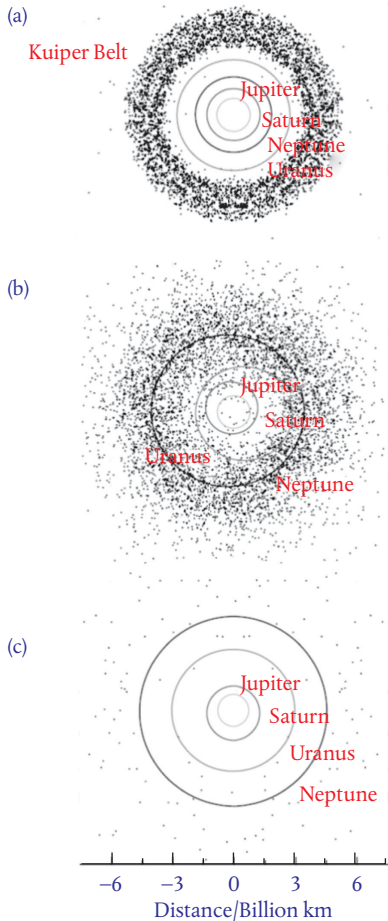 (a)
Kuiper Belt
Jupiter
Saturn
Neptune
Uranus
(b)
Jupiter
Saturn
Uranus
Neptune
(c)
Jupiter
Saturn
Uranus
Neptune
−6 −3 0 3 6
Distance/Billion km